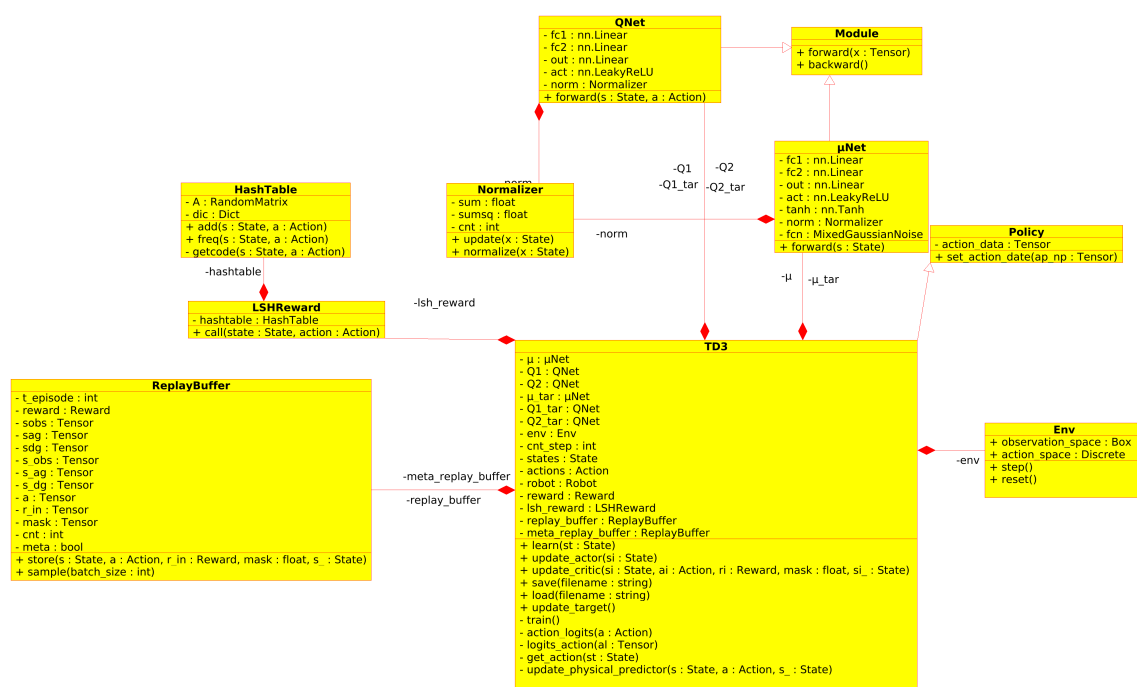 QNet
- fc1 : nn.Linear
- fc2 : nn.Linear
- out : nn.Linear
- act : nn.LeakyReLU
- norm : Normalizer
+ forward(s : State, a : Action)
Module
+ forward(x : Tensor)
+ backward()
μNet
- fc1 : nn.Linear
- fc2 : nn.Linear
- out : nn.Linear
- act : nn.LeakyReLU
- tanh : nn.Tanh
- norm : Normalizer
- fcn : MixedGaussianNoise
+ forward(s : State)
-Q1
-Q2
-Q1_tar
-Q2_tar
HashTable
- A : RandomMatrix
- dic : Dict
+ add(s : State, a : Action)
+ freq(s : State, a : Action)
- getcode(s : State, a : Action)
Normalizer
- sum : float
- sumsq : float
- cnt : int
+ update(x : State)
+ normalize(x : State)
-norm
Policy
- action_data : Tensor
+ set_action_date(ap_np : Tensor)
-hashtable
-μ
-μ_tar
LSHReward
- hashtable : HashTable
+ call(state : State, action : Action)
-lsh_reward
TD3
- μ : μNet
- Q1 : QNet
- Q2 : QNet
- μ_tar : μNet
- Q1_tar : QNet
- Q2_tar : QNet
- env : Env
- cnt_step : int
- states : State
- actions : Action
- robot : Robot
- reward : Reward
- lsh_reward : LSHReward
- replay_buffer : ReplayBuffer
- meta_replay_buffer : ReplayBuffer
+ learn(st : State)
+ update_actor(si : State)
+ update_critic(si : State, ai : Action, ri : Reward, mask : float, si_ : State)
+ save(filename : string)
+ load(filename : string)
+ update_target()
- train()
- action_logits(a : Action)
- logits_action(al : Tensor)
- get_action(st : State)
- update_physical_predictor(s : State, a : Action, s_ : State)
ReplayBuffer
- t_episode : int
- reward : Reward
- sobs : Tensor
- sag : Tensor
- sdg : Tensor
- s_obs : Tensor
- s_ag : Tensor
- s_dg : Tensor
- a : Tensor
- r_in : Tensor
- mask : Tensor
- cnt : int
- meta : bool
+ store(s : State, a : Action, r_in : Reward, mask : float, s_ : State)
+ sample(batch_size : int)
-meta_replay_buffer
-replay_buffer
Env
+ observation_space : Box
+ action_space : Discrete
+ step()
+ reset()
-env